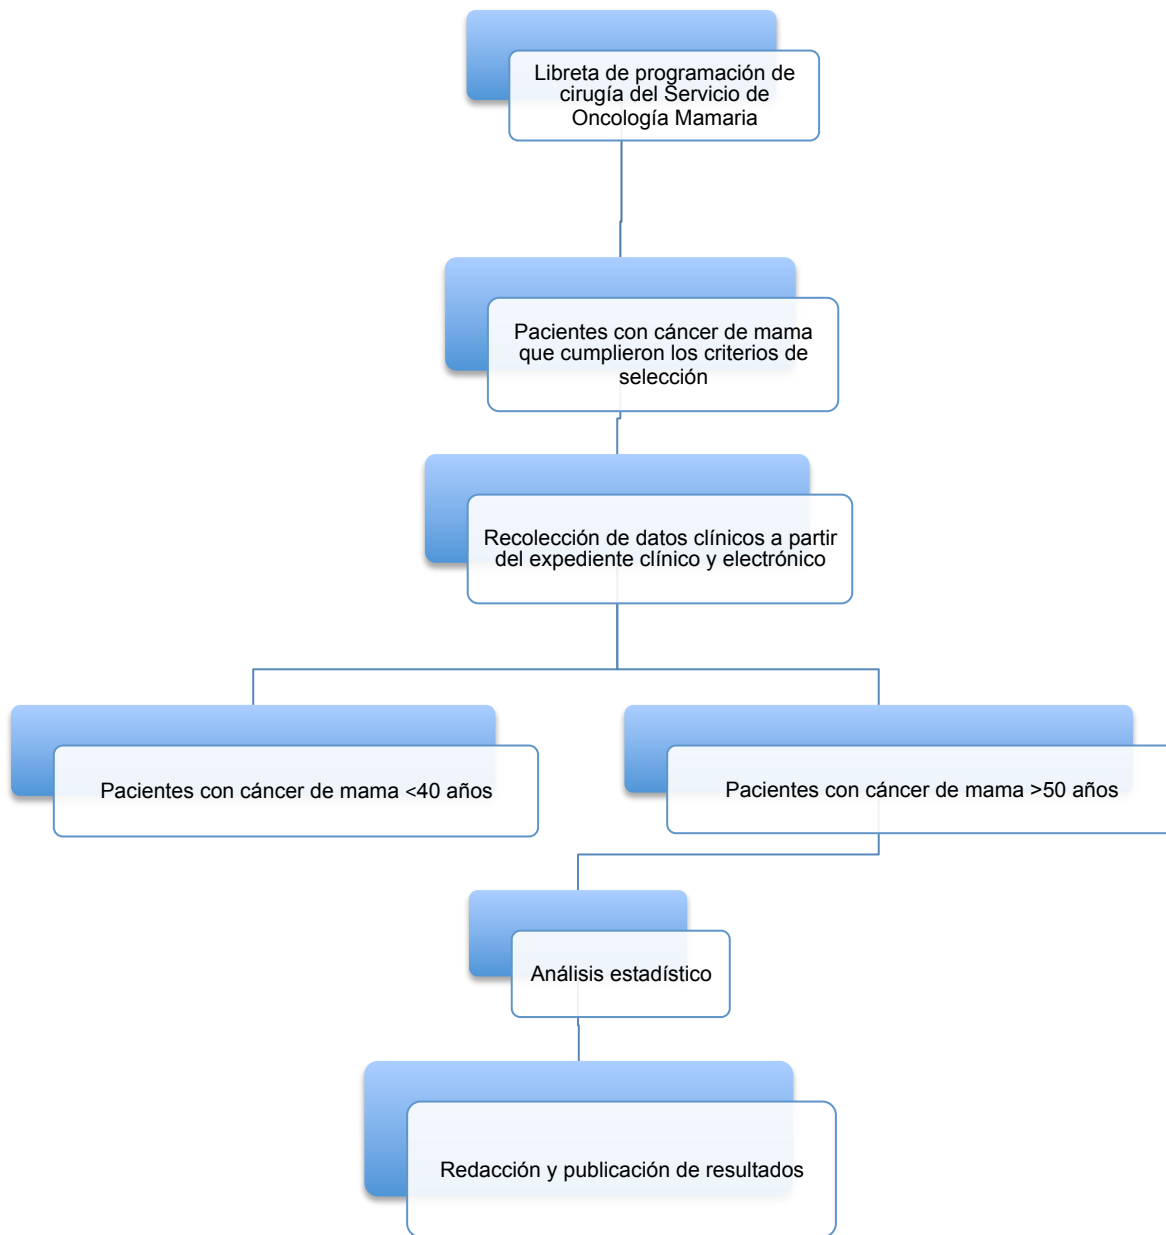 Libreta de programación de
cirugía del Servicio de
Oncología Mamaria
Pacientes con cáncer de mama
que cumplieron los criterios de
selección
Recolección de datos clínicos a partir
del expediente clínico y electrónico
Pacientes con cáncer de mama <40 años
Pacientes con cáncer de mama >50 años
Análisis estadístico
Redacción y publicación de resultados